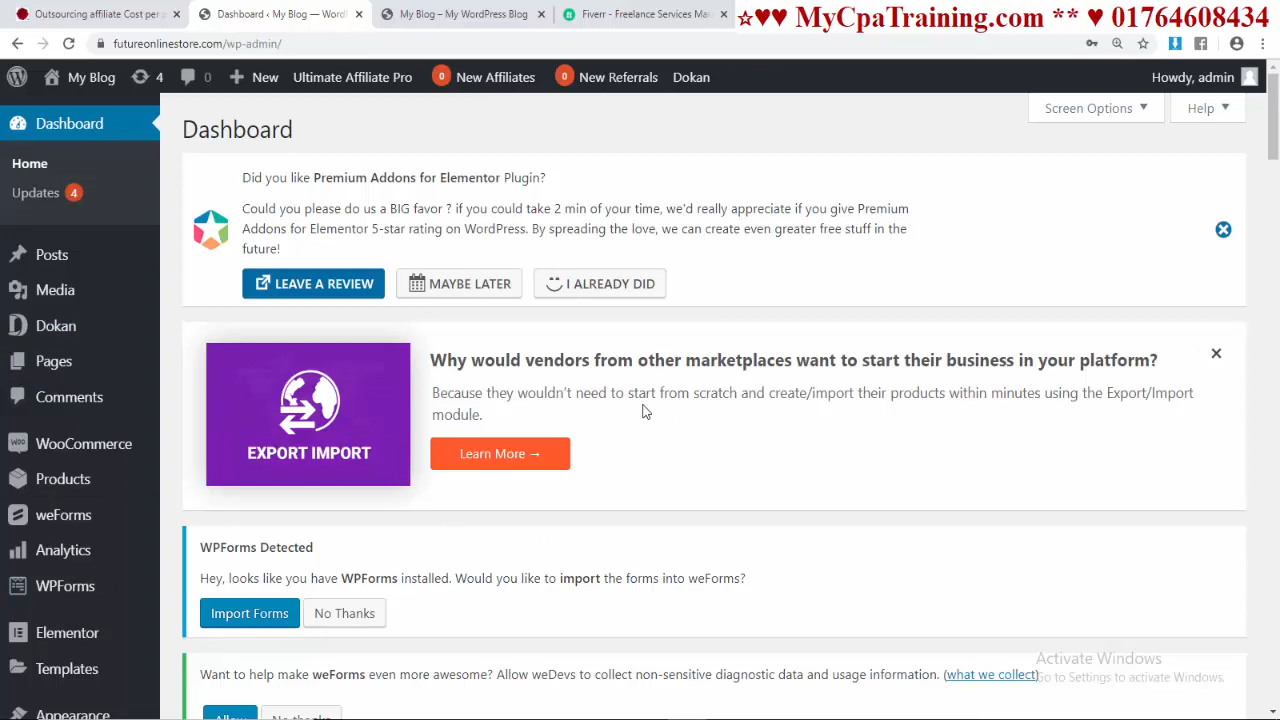 Outsourcing affiliate Cost per
Dashboard ‹ My Blog — WordP
My Blog – My WordPress Blog
Fiverr - Freelance Services Mar
☆♥♥ MyCpaTraining.com ** ♥ 01764608434
futureonlinestore.com/wp-admin/
My Blog 4 0 New Ultimate Affiliate Pro 0 New Affiliates 0 New Referrals Dokan Howdy, admin
Dashboard
Home
Updates 4
Posts
Media
Dokan
Pages
Comments
WooCommerce
Products
weForms
Analytics
WPForms
Elementor
Templates
Appearance
Screen Options ▼ Help ▼
Dashboard
Did you like Premium Addons for Elementor Plugin?
Could you please do us a BIG favor ? if you could take 2 min of your time, we'd really appreciate if you give Premium
Addons for Elementor 5-star rating on WordPress. By spreading the love, we can create even greater free stuff in the
future!
LEAVE A REVIEW MAYBE LATER I ALREADY DID
EXPORT IMPORT
Why would vendors from other marketplaces want to start their business in your platform?
Because they wouldn't need to start from scratch and create/import their products within minutes using the Export/Import
module.
Learn More →
WPForms Detected
Hey, looks like you have WPForms installed. Would you like to import the forms into weForms?
Import Forms No Thanks
Want to help make weForms even more awesome? Allow weDevs to collect non-sensitive diagnostic data and usage information. (what we collect)
Allow No thanks
Activate Windows
Go to Settings to activate Windows.